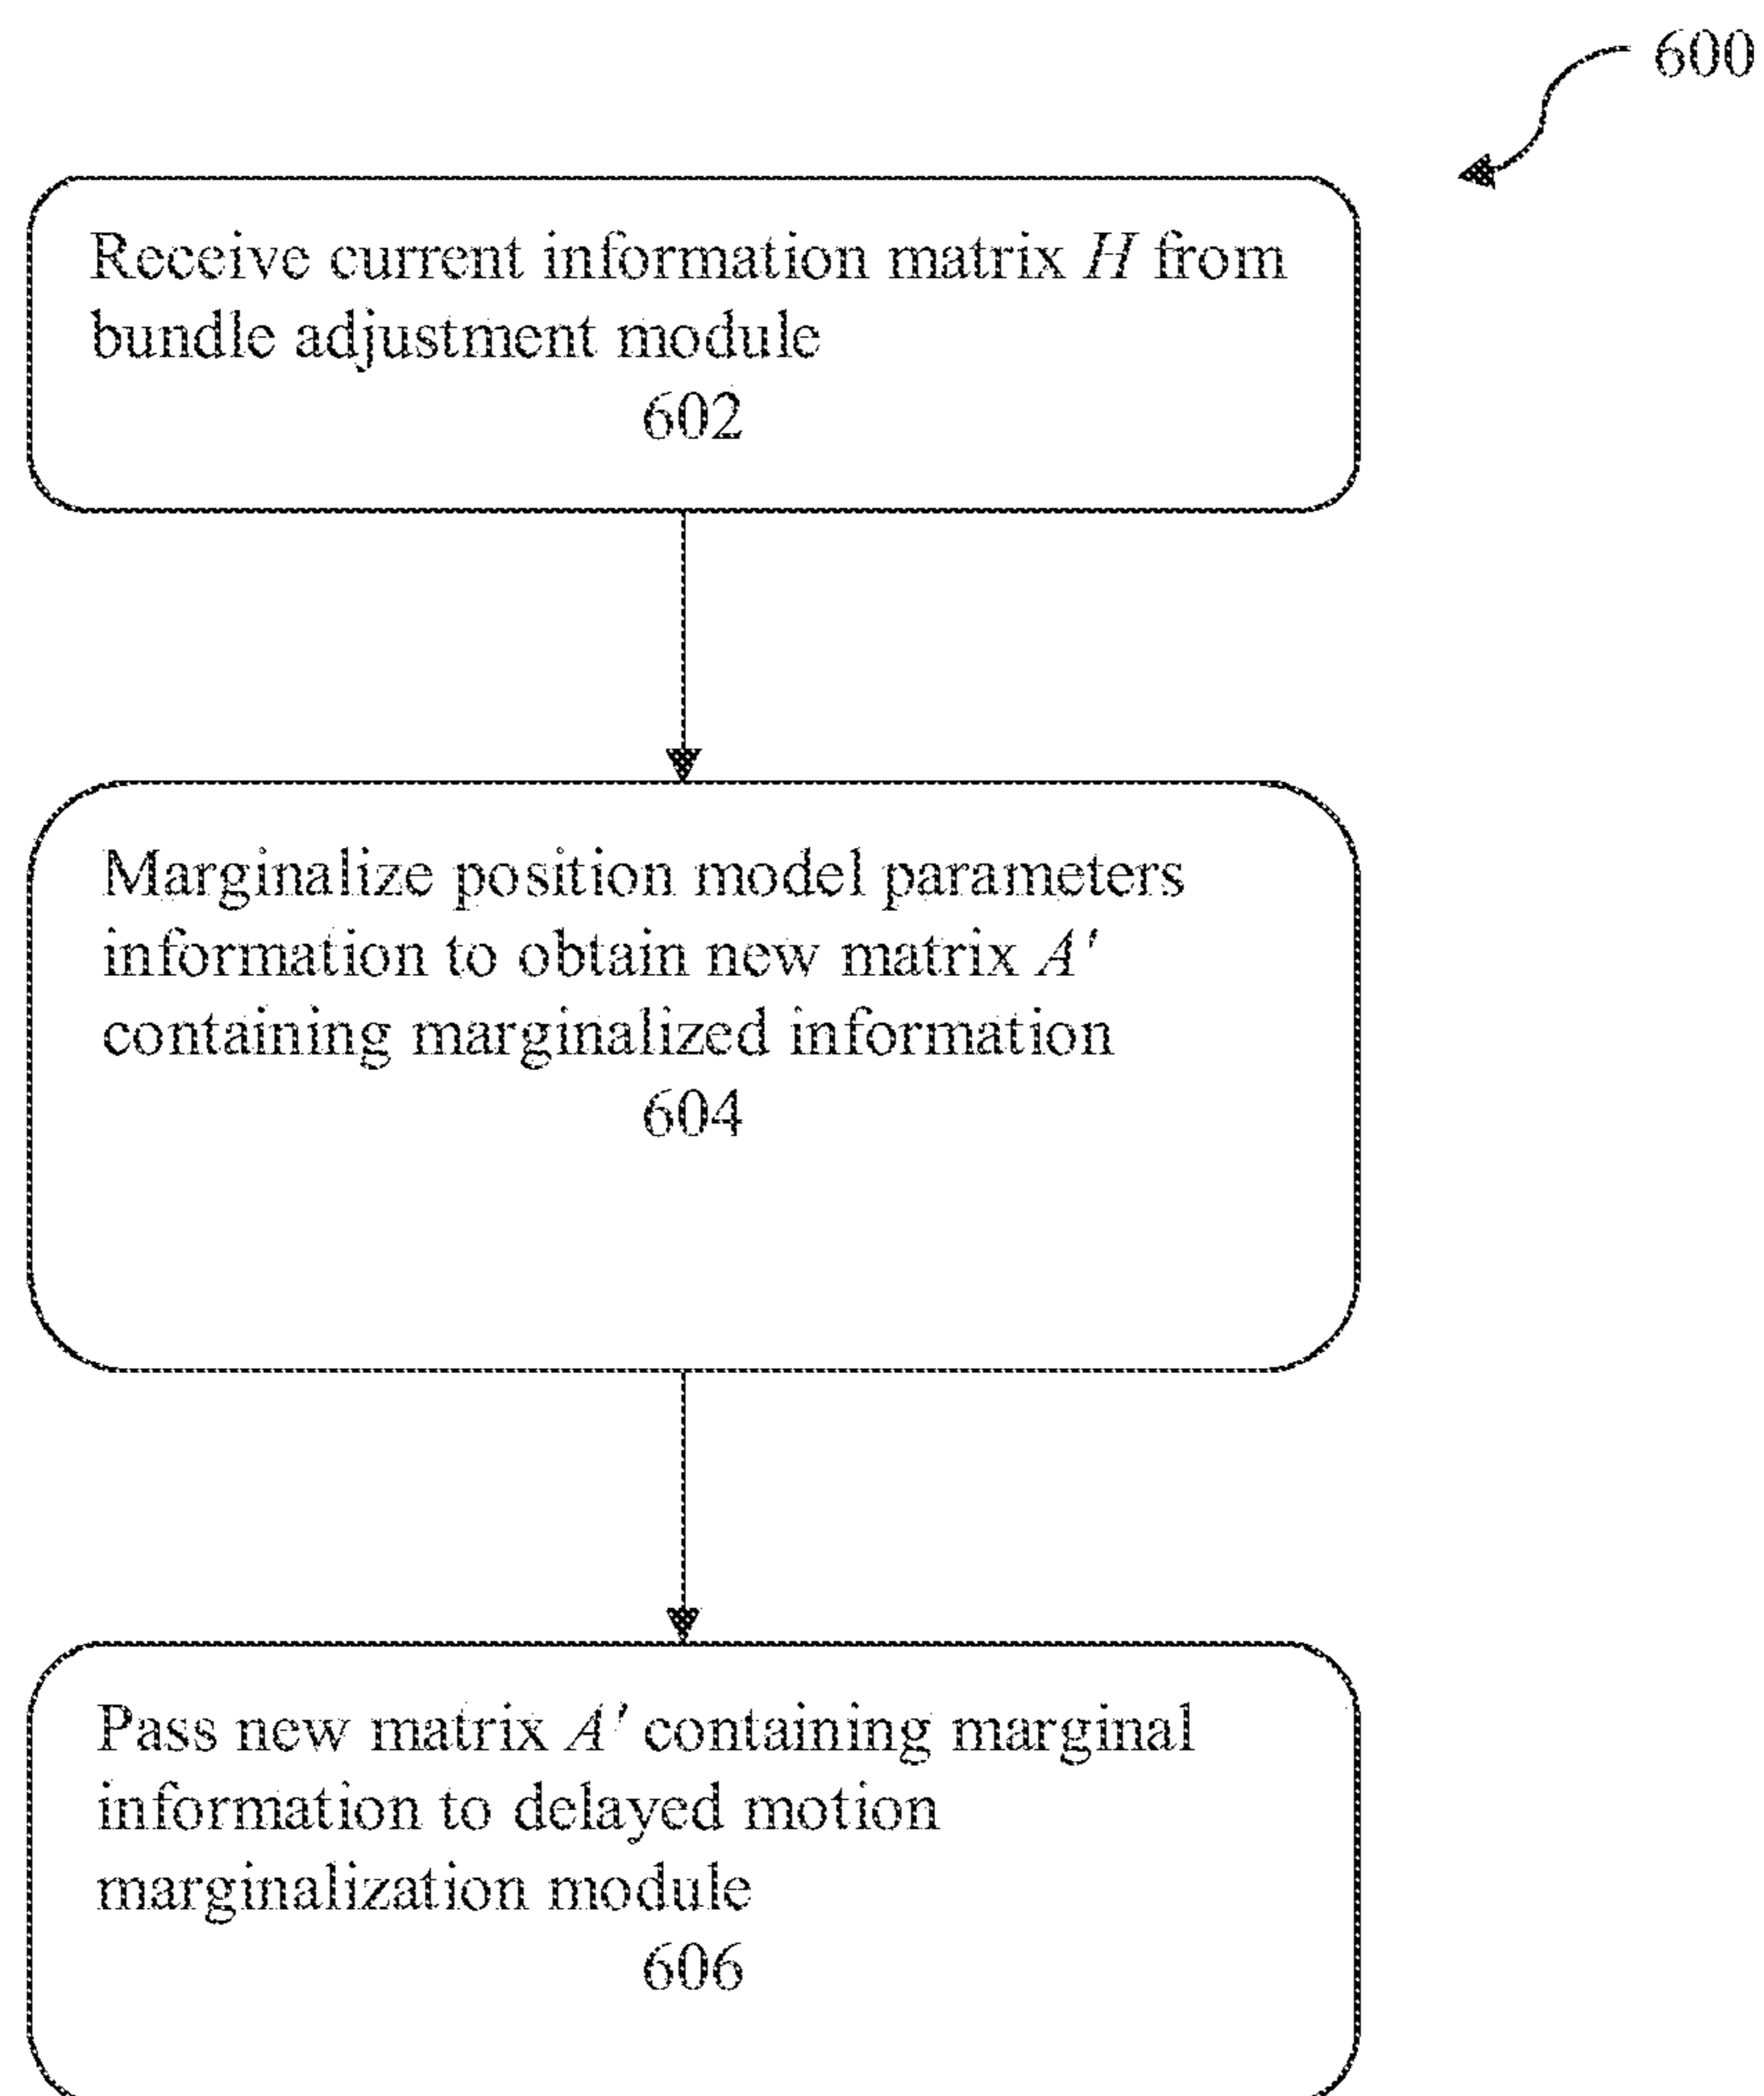 600
Receive current information matrix H from
bundle adjustment module
602
Marginalize position model parameters
information to obtain new matrix A'
containing marginalized information
604
Pass new matrix A' containing marginal
information to delayed motion
marginalization module
606